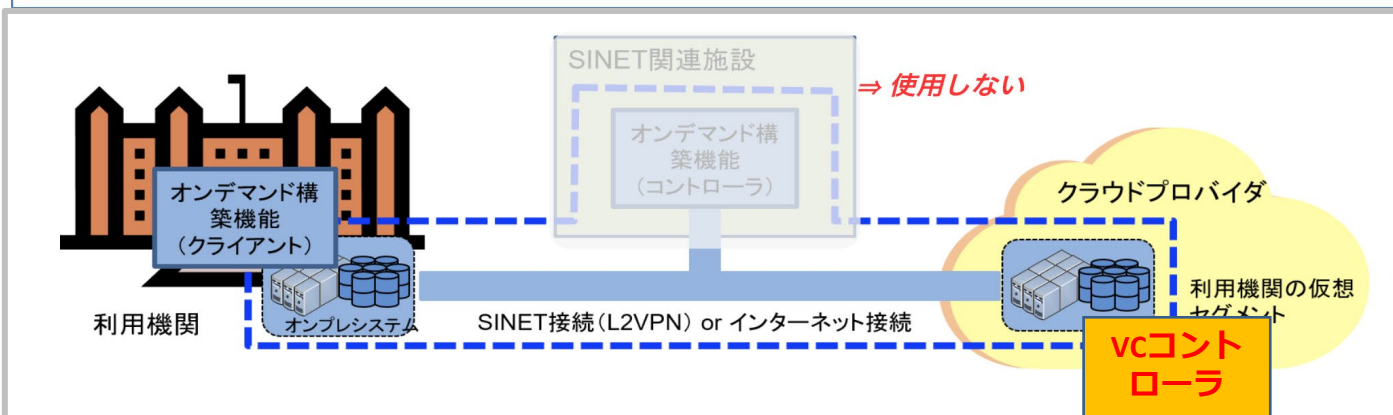 SINET関連施設
⇒ 使用しない
オンデマンド構
築機能
（コントローラ）
オンデマンド構
築機能
（クライアント）
クラウドプロバイダ
利用機関
オンプレシステム
SINET接続（L2VPN） or インターネット接続
利用機関の仮想
セグメント
VCコント
ローラ